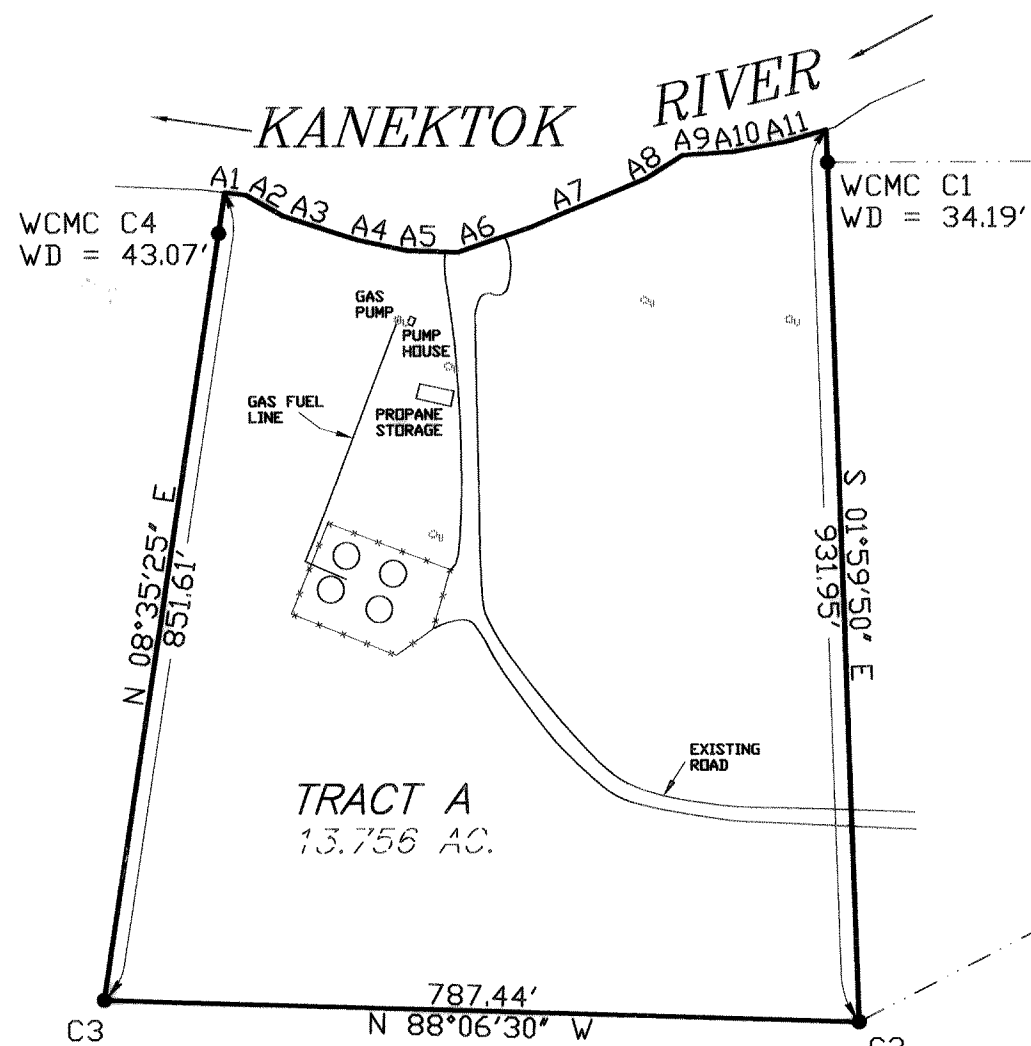 RIVER
KANEKTOK
A1 A2 A3 A4 A5 A6 A7 A8 A9 A10 A11
WCMC C4
WD = 43.07'
WCMC C1
WD = 34.19'
GAS
PUMP
PUMP
HOUSE
GAS FUEL
LINE
PROPANE
STORAGE
N 08°35'25" E
851.61'
S 01°59'50" E
931.95'
EXISTING
ROAD
TRACT A
13.756 AC.
787.44'
N 88°06'30" W
C3